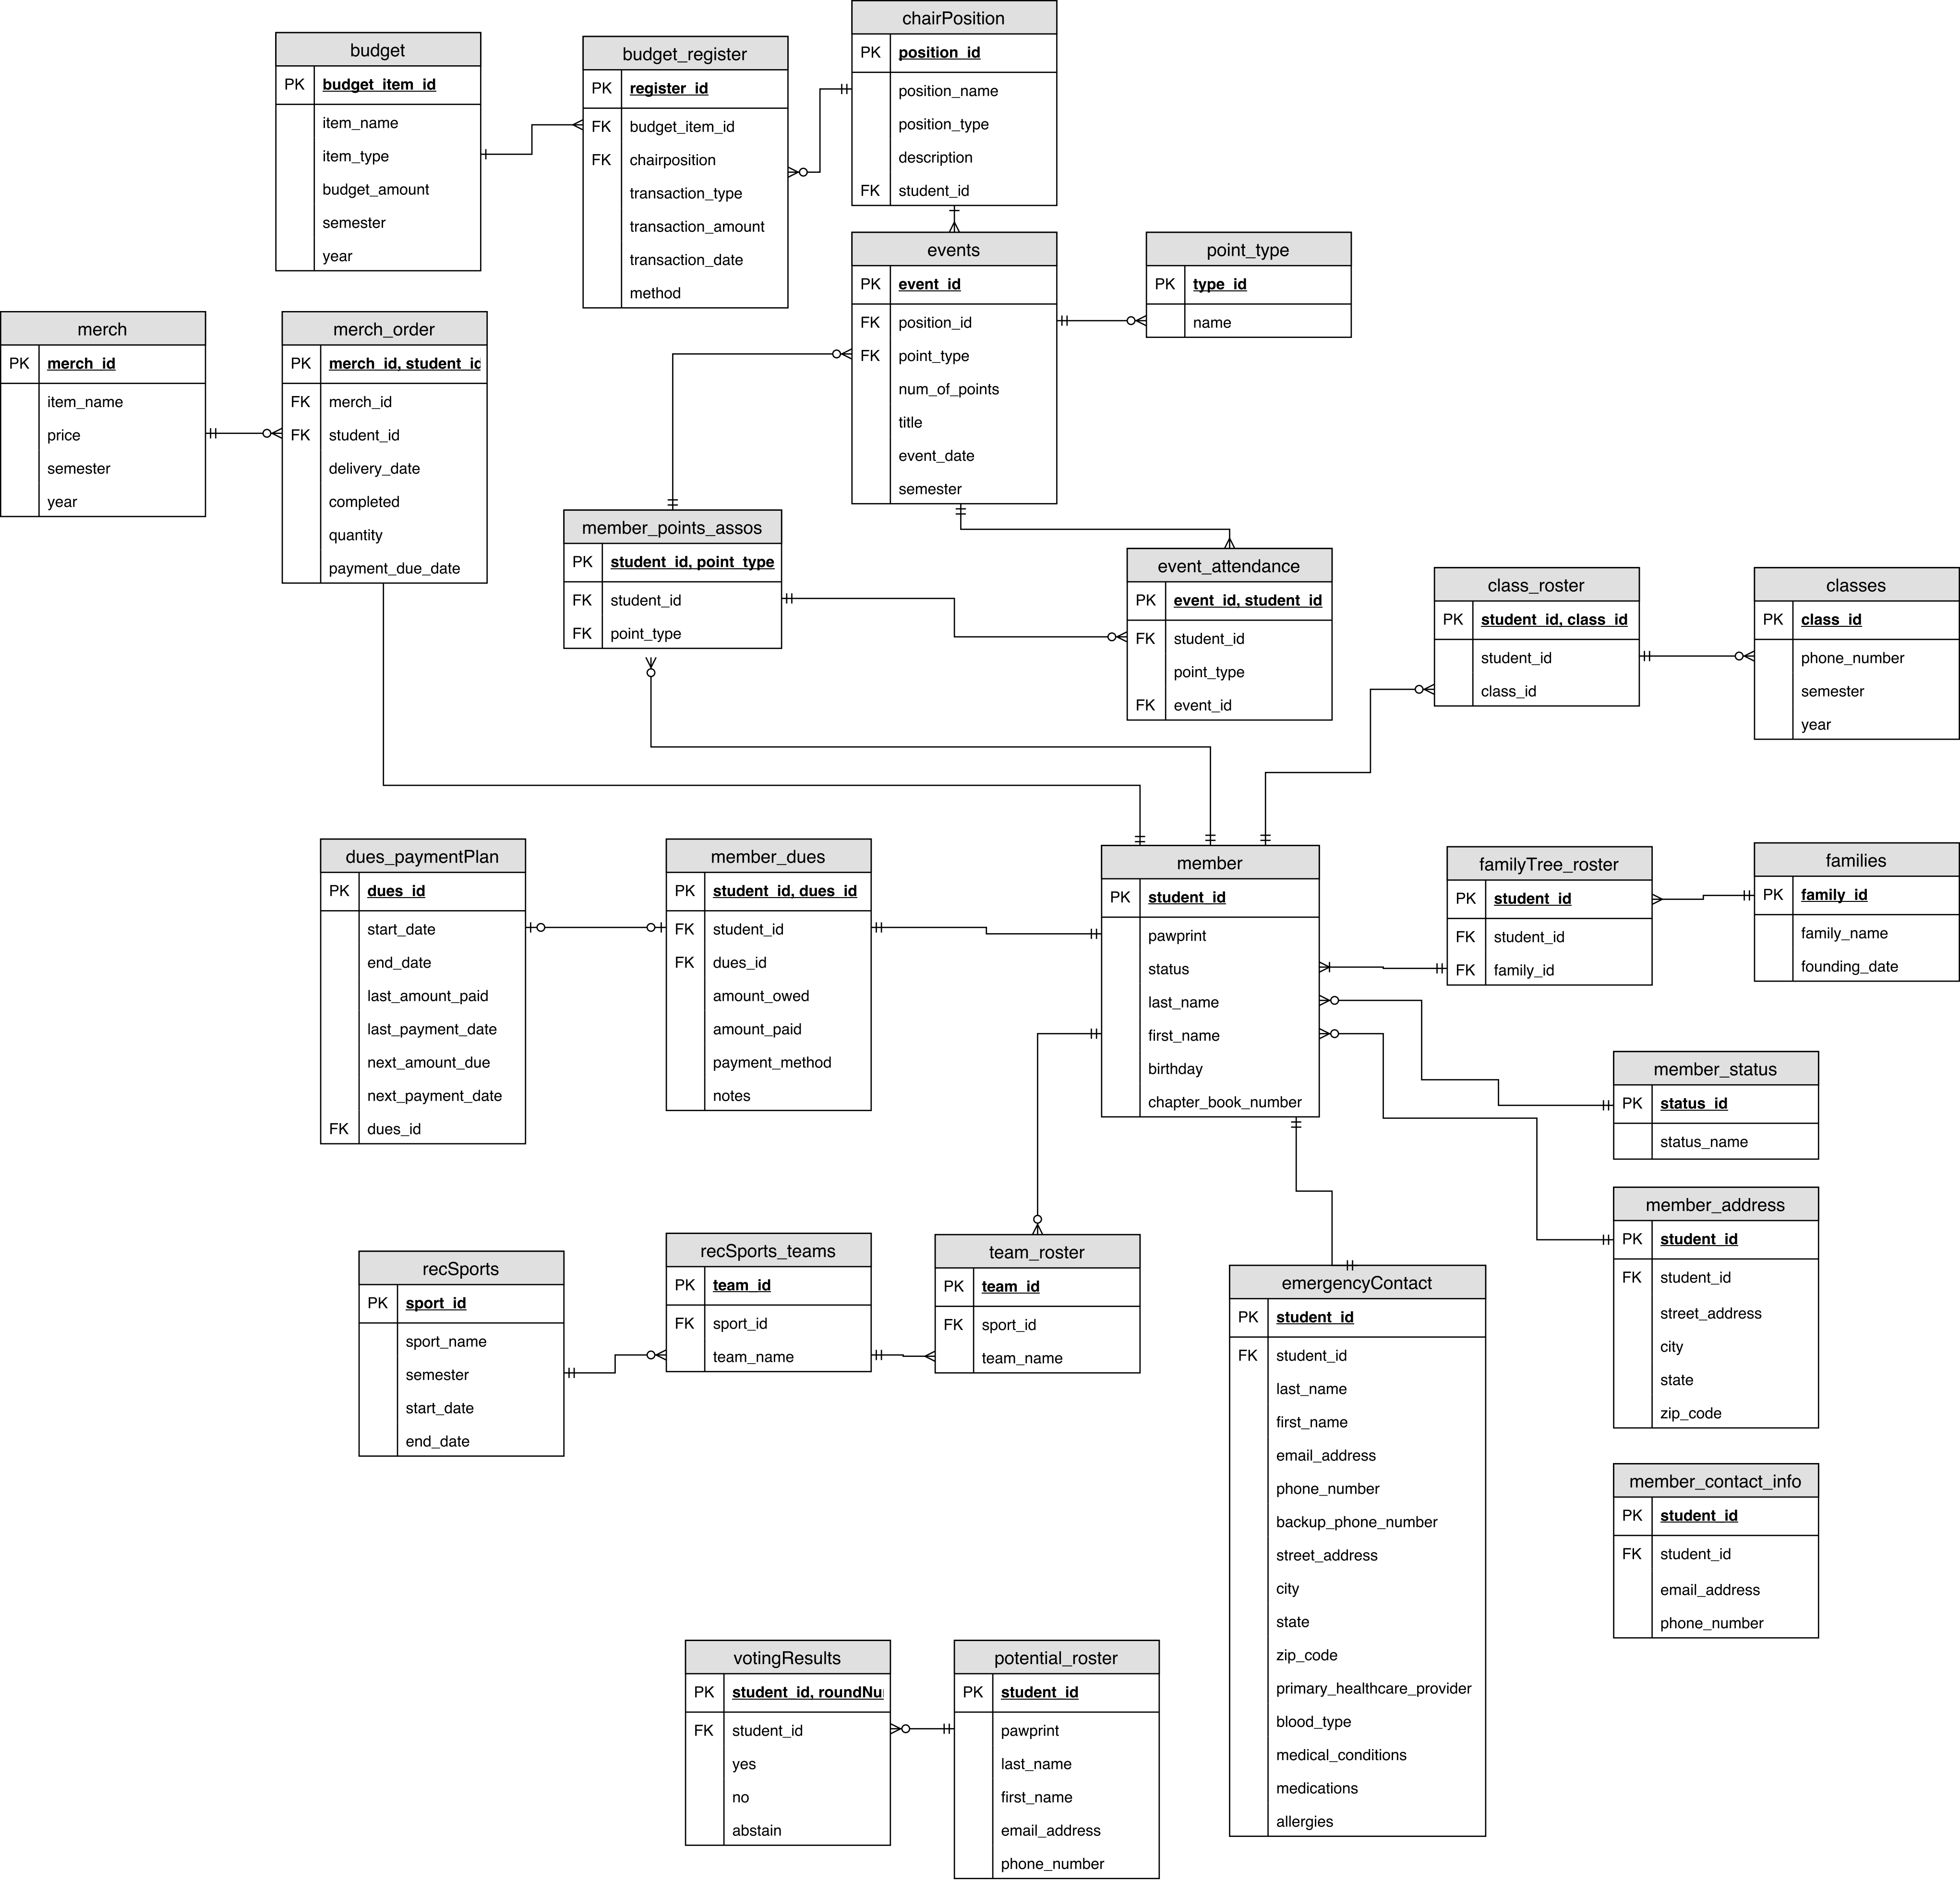 chairPosition
PK position_id
position_name
position_type
description
FK student_id
budget
PK budget_item_id
item_name
item_type
budget_amount
semester
year
budget_register
PK register_id
FK budget_item_id
FK chairposition
transaction_type
transaction_amount
transaction_date
method
events
PK event_id
FK position_id
FK point_type
num_of_points
title
event_date
semester
point_type
PK type_id
name
merch
PK merch_id
item_name
price
semester
year
merch_order
PK merch_id, student_id
FK merch_id
FK student_id
delivery_date
completed
quantity
payment_due_date
member_points_assos
PK student_id, point_type
FK student_id
FK point_type
event_attendance
PK event_id, student_id
FK student_id
point_type
FK event_id
class_roster
PK student_id, class_id
student_id
class_id
classes
PK class_id
phone_number
semester
year
dues_paymentPlan
PK dues_id
start_date
end_date
last_amount_paid
last_payment_date
next_amount_due
next_payment_date
FK dues_id
member_dues
PK student_id, dues_id
FK student_id
FK dues_id
amount_owed
amount_paid
payment_method
notes
member
PK student_id
pawprint
status
last_name
first_name
birthday
chapter_book_number
familyTree_roster
PK student_id
FK student_id
FK family_id
families
PK family_id
family_name
founding_date
member_status
PK status_id
status_name
member_address
PK student_id
FK student_id
street_address
city
state
zip_code
recSports
PK sport_id
sport_name
semester
start_date
end_date
recSports_teams
PK team_id
FK sport_id
team_name
team_roster
PK team_id
FK sport_id
team_name
emergencyContact
PK student_id
FK student_id
last_name
first_name
email_address
phone_number
backup_phone_number
street_address
city
state
zip_code
primary_healthcare_provider
blood_type
medical_conditions
medications
allergies
member_contact_info
PK student_id
FK student_id
email_address
phone_number
votingResults
PK student_id, roundNu
FK student_id
yes
no
abstain
potential_roster
PK student_id
pawprint
last_name
first_name
email_address
phone_number